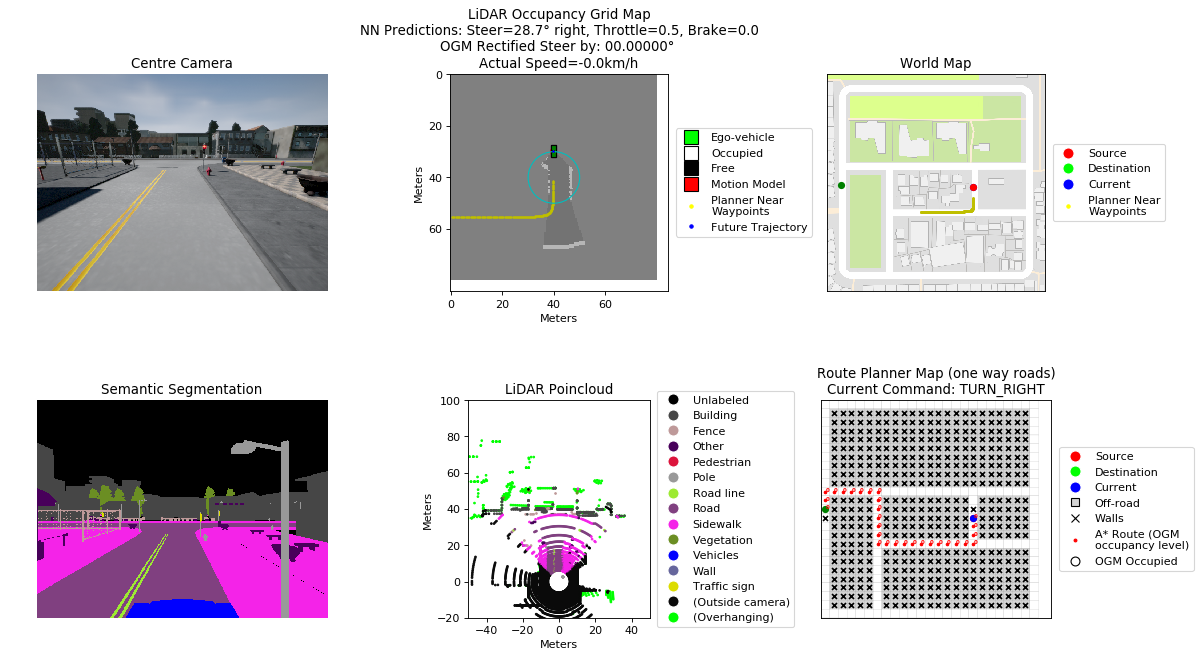 LiDAR Occupancy Grid Map
NN Predictions: Steer=28.7° right, Throttle=0.5, Brake=0.0
OGM Rectified Steer by: 00.00000°
Actual Speed=-0.0km/h
Centre Camera
World Map
0
20
40
60
Meters
0
20
40
60
Meters
Ego-vehicle
Occupied
Free
Motion Model
Planner Near
Waypoints
Future Trajectory
Source
Destination
Current
Planner Near
Waypoints
Semantic Segmentation
LiDAR Poincloud
Route Planner Map (one way roads)
Current Command: TURN_RIGHT
100
80
60
40
20
0
−20
Meters
−40
−20
0
20
40
Meters
Unlabeled
Building
Fence
Other
Pedestrian
Pole
Road line
Road
Sidewalk
Vegetation
Vehicles
Wall
Traffic sign
(Outside camera)
(Overhanging)
Source
Destination
Current
Off-road
Walls
A* Route (OGM
occupancy level)
OGM Occupied